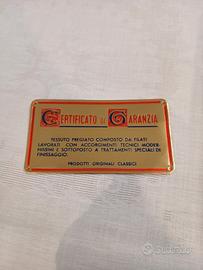 CERTIFICATO DI GARANZIA
TESSUTO PREGIATO COMPOSTO DA FILATI
LAVORATI CON ACCORGIMENTI TECNICI MODER-
NISSIMI E SOTTOPOSTO A TRATTAMENTI SPECIALI DI
FINISSAGGIO.
PRODOTTI ORIGINALI CLASSICI
subito